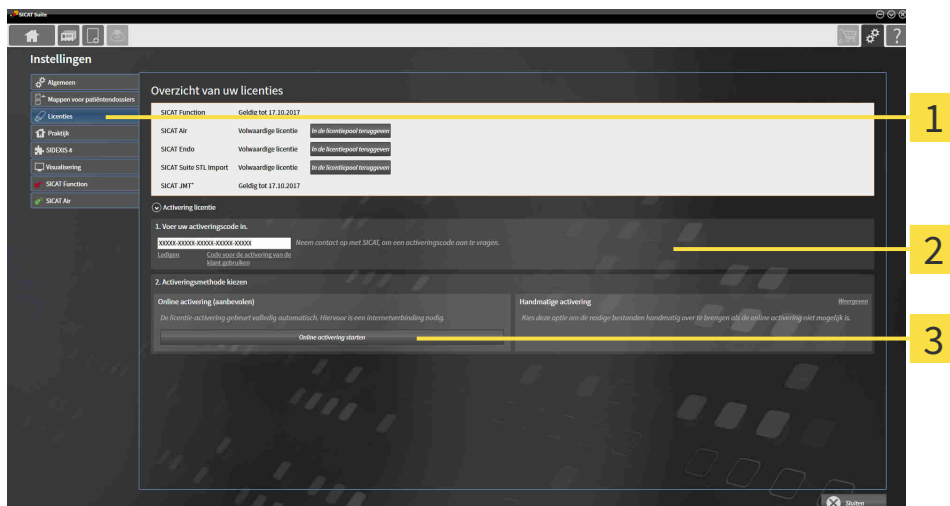 SICAT Suite
Instellingen
Algemeen
Mappen voor patiëntendossiers
Licenties
Praktijk
SIDEXIS 4
Visualisering
SICAT Function
SICAT Air
Overzicht van uw licenties
SICAT Function Geldig tot 17.10.2017
SICAT Air Volwaardige licentie In de licentiepool teruggeven
SICAT Endo Volwaardige licentie In de licentiepool teruggeven
SICAT Suite STL Import Volwaardige licentie In de licentiepool teruggeven
SICAT JMT+ Geldig tot 17.10.2017
Activering licentie
1. Voer uw activeringscode in.
XXXXX-XXXXX-XXXXX-XXXXX-XXXXX Neem contact op met SICAT, om een activeringscode aan te vragen.
Ledigen Code voor de activering van de
klant gebruiken
2. Activeringsmethode kiezen
Online activering (aanbevolen)
De licentie-activering gebeurt volledig automatisch. Hiervoor is een internetverbinding nodig.
Online activering starten
Handmatige activering Weergeven
Kies deze optie om de nodige bestanden handmatig over te brengen als de online activering niet mogelijk is.
Sluiten
1
2
3